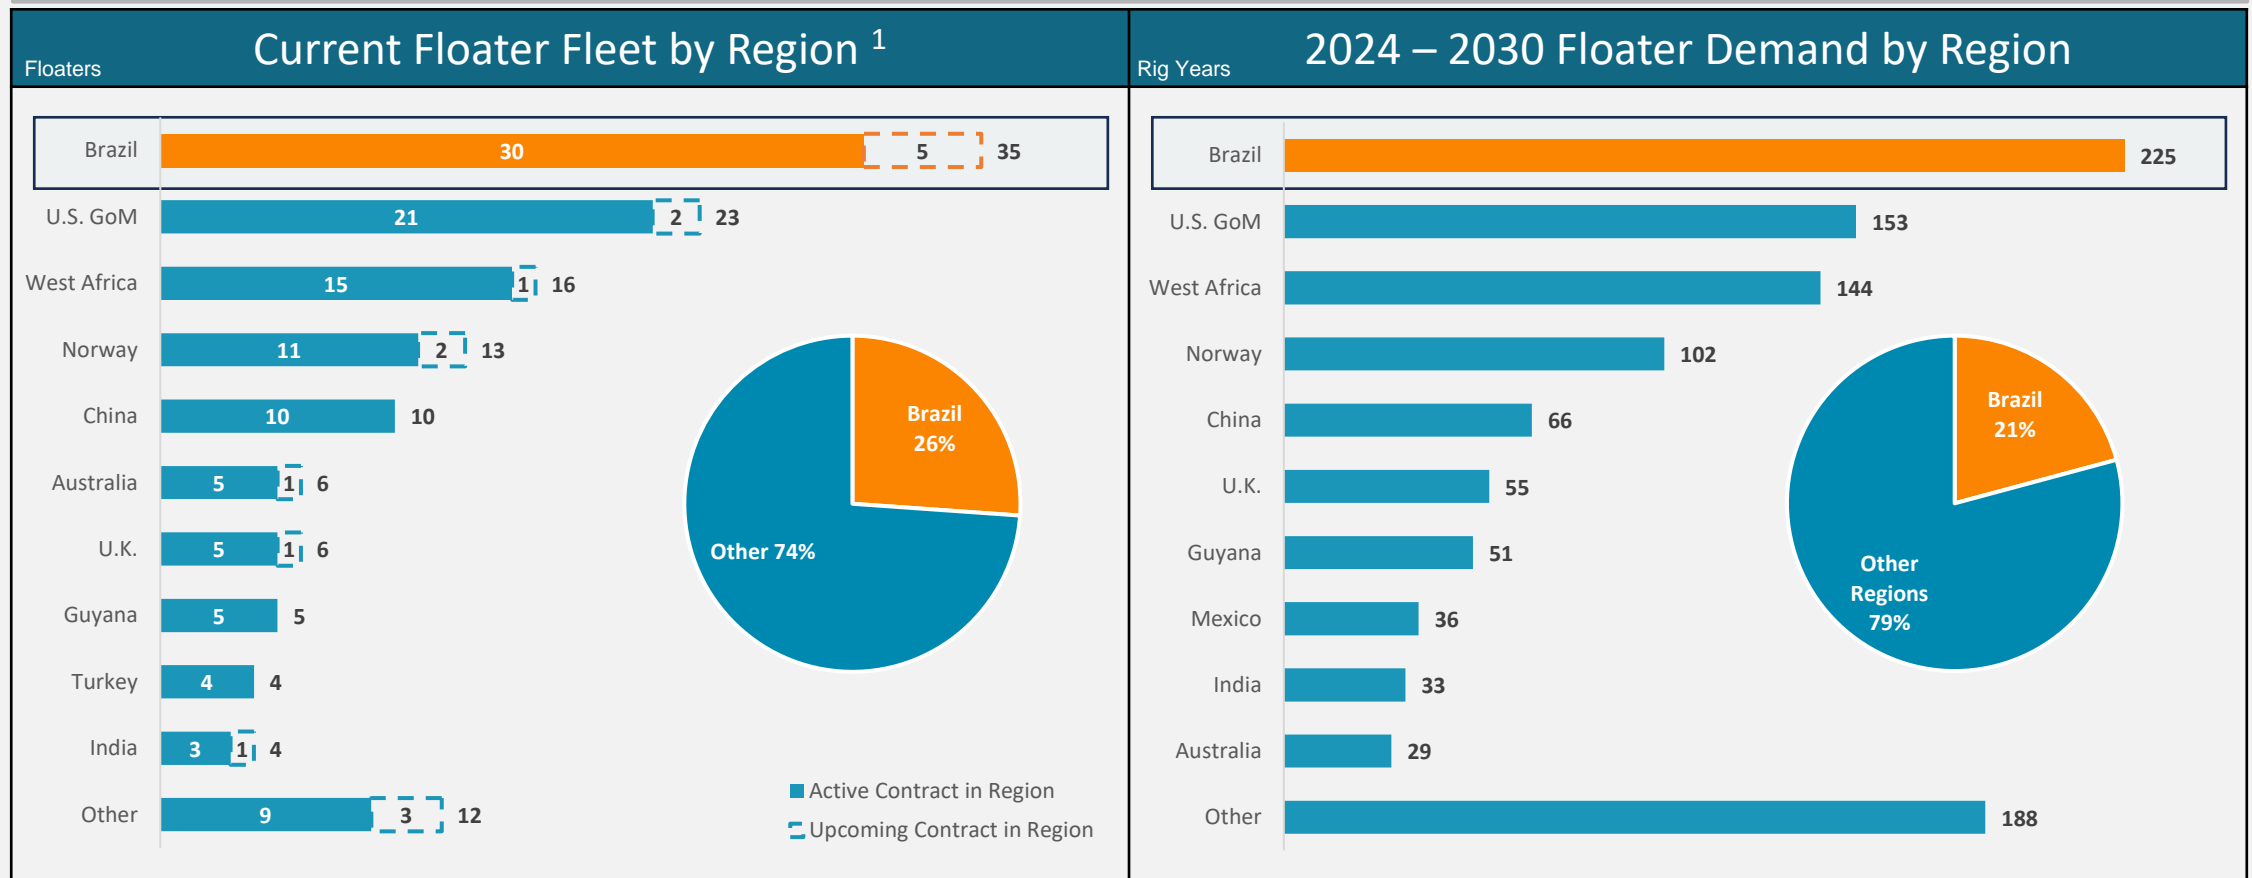 Floaters
Current Floater Fleet by Region 1
Brazil 30 5 35
U.S. GoM 21 2 23
West Africa 15 1 16
Norway 11 2 13
China 10 10
Australia 5 1 6
U.K. 5 1 6
Guyana 5 5
Turkey 4 4
India 3 1 4
Other 9 3 12
Brazil
26%
Other 74%
Active Contract in Region
Upcoming Contract in Region
Rig Years
2024 – 2030 Floater Demand by Region
Brazil 225
U.S. GoM 153
West Africa 144
Norway 102
China 66
U.K. 55
Guyana 51
Mexico 36
India 33
Australia 29
Other 188
Brazil
21%
Other
Regions
79%